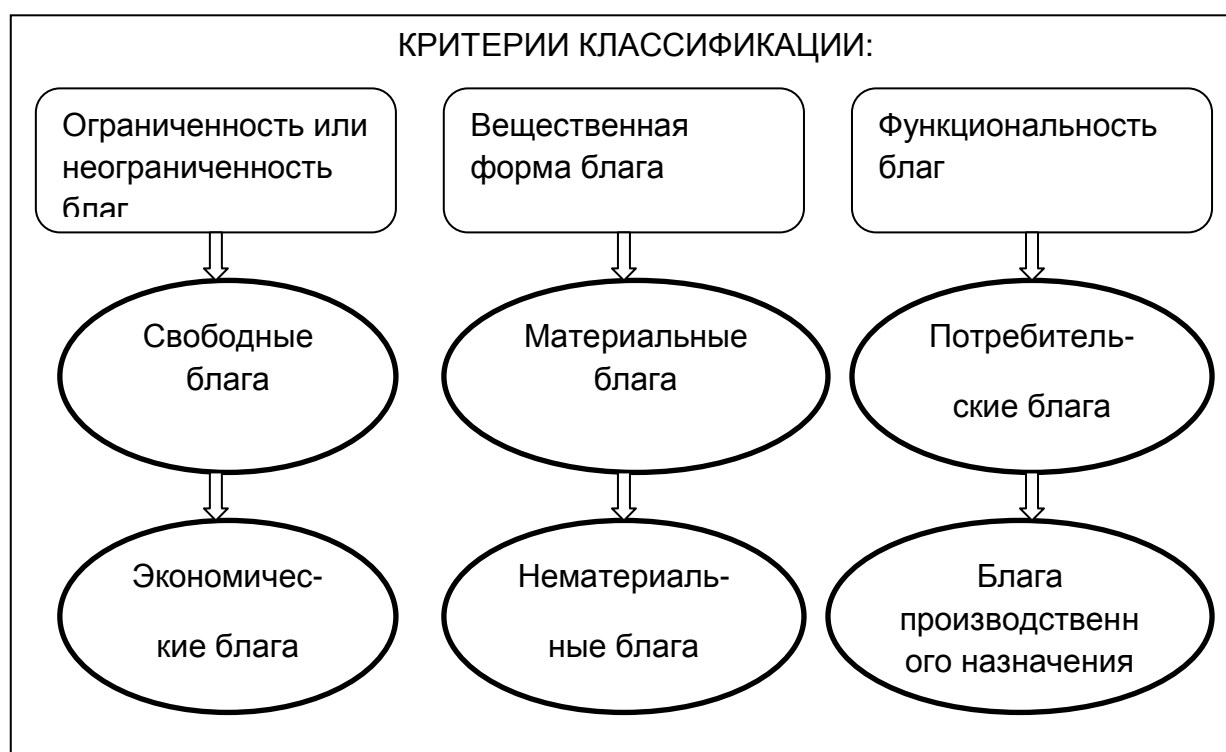 КРИТЕРИИ КЛАССИФИКАЦИИ:
Ограниченность или
неограниченность
благ
Вещественная
форма блага
Функциональность
благ
Свободные
блага
Материальные
блага
Потребитель-
ские блага
Экономичес-
кие блага
Нематериаль-
ные блага
Блага
производственн
ого назначения